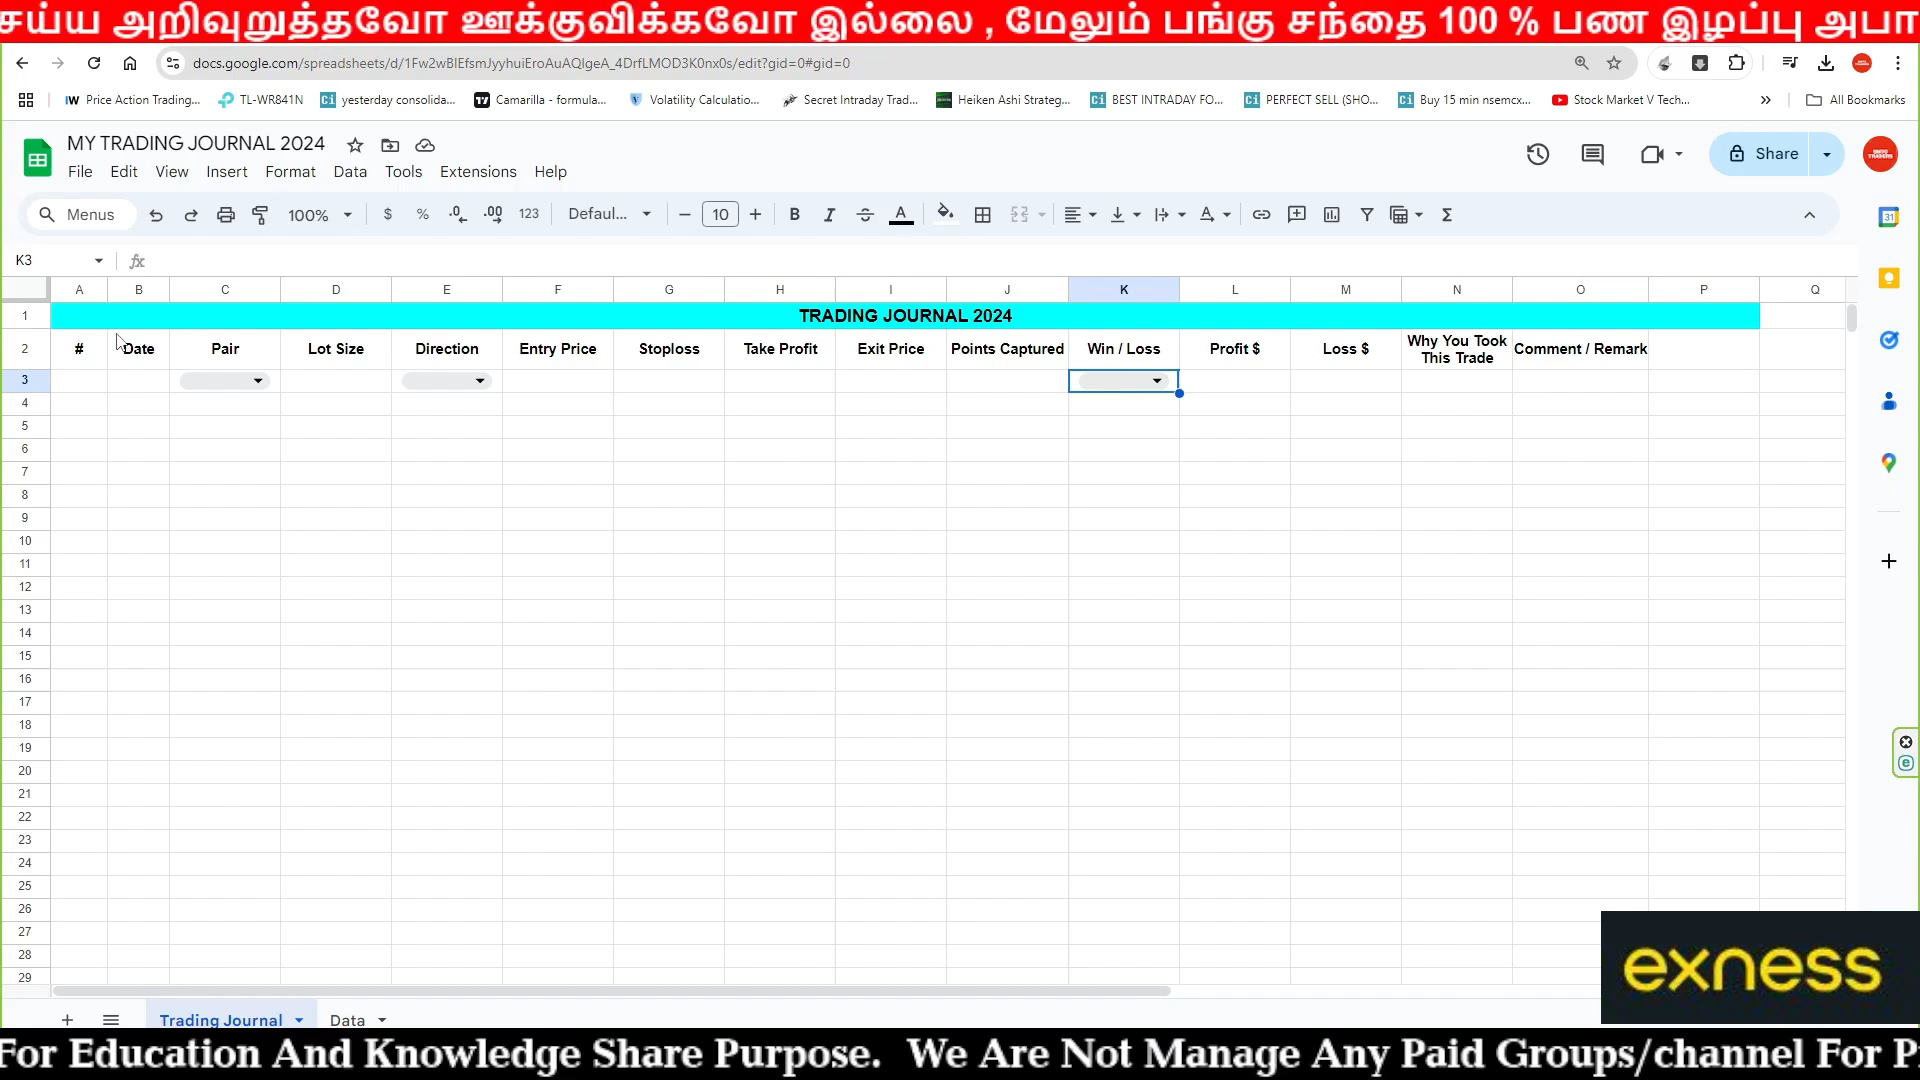 சய்ய அறிவுறுத்தவோ ஊக்குவிக்கவோ இல்லை , மேலும் பங்கு சந்தை 100 % பண இழப்பு அபா
docs.google.com/spreadsheets/d/1Fw2wBIEfsmJyyhuiEroAuAQIgeA_4DrfLMOD3K0nx0s/edit?gid=0#gid=0
Price Action Trading... TL-WR841N yesterday consolida... Camarilla - formula... Volatility Calculatio... Secret Intraday Trad... Heiken Ashi Strateg... BEST INTRADAY FO... PERFECT SELL (SHO... Buy 15 min nsemcx... Stock Market V Tech... » All Bookmarks
MY TRADING JOURNAL 2024
File Edit View Insert Format Data Tools Extensions Help
Share
Menus 100% $ % .0 .00 123 Defaul... 10 B I A Σ
K3 fx
A B C D E F G H I J K L M N O P Q
1 TRADING JOURNAL 2024
2 # Date Pair Lot Size Direction Entry Price Stoploss Take Profit Exit Price Points Captured Win / Loss Profit $ Loss $ Why You Took This Trade Comment / Remark
3
4
5
6
7
8
9
10
11
12
13
14
15
16
17
18
19
20
21
22
23
24
25
26
27
28
29
exness
Trading Journal Data
For Education And Knowledge Share Purpose. We Are Not Manage Any Paid Groups/channel For P